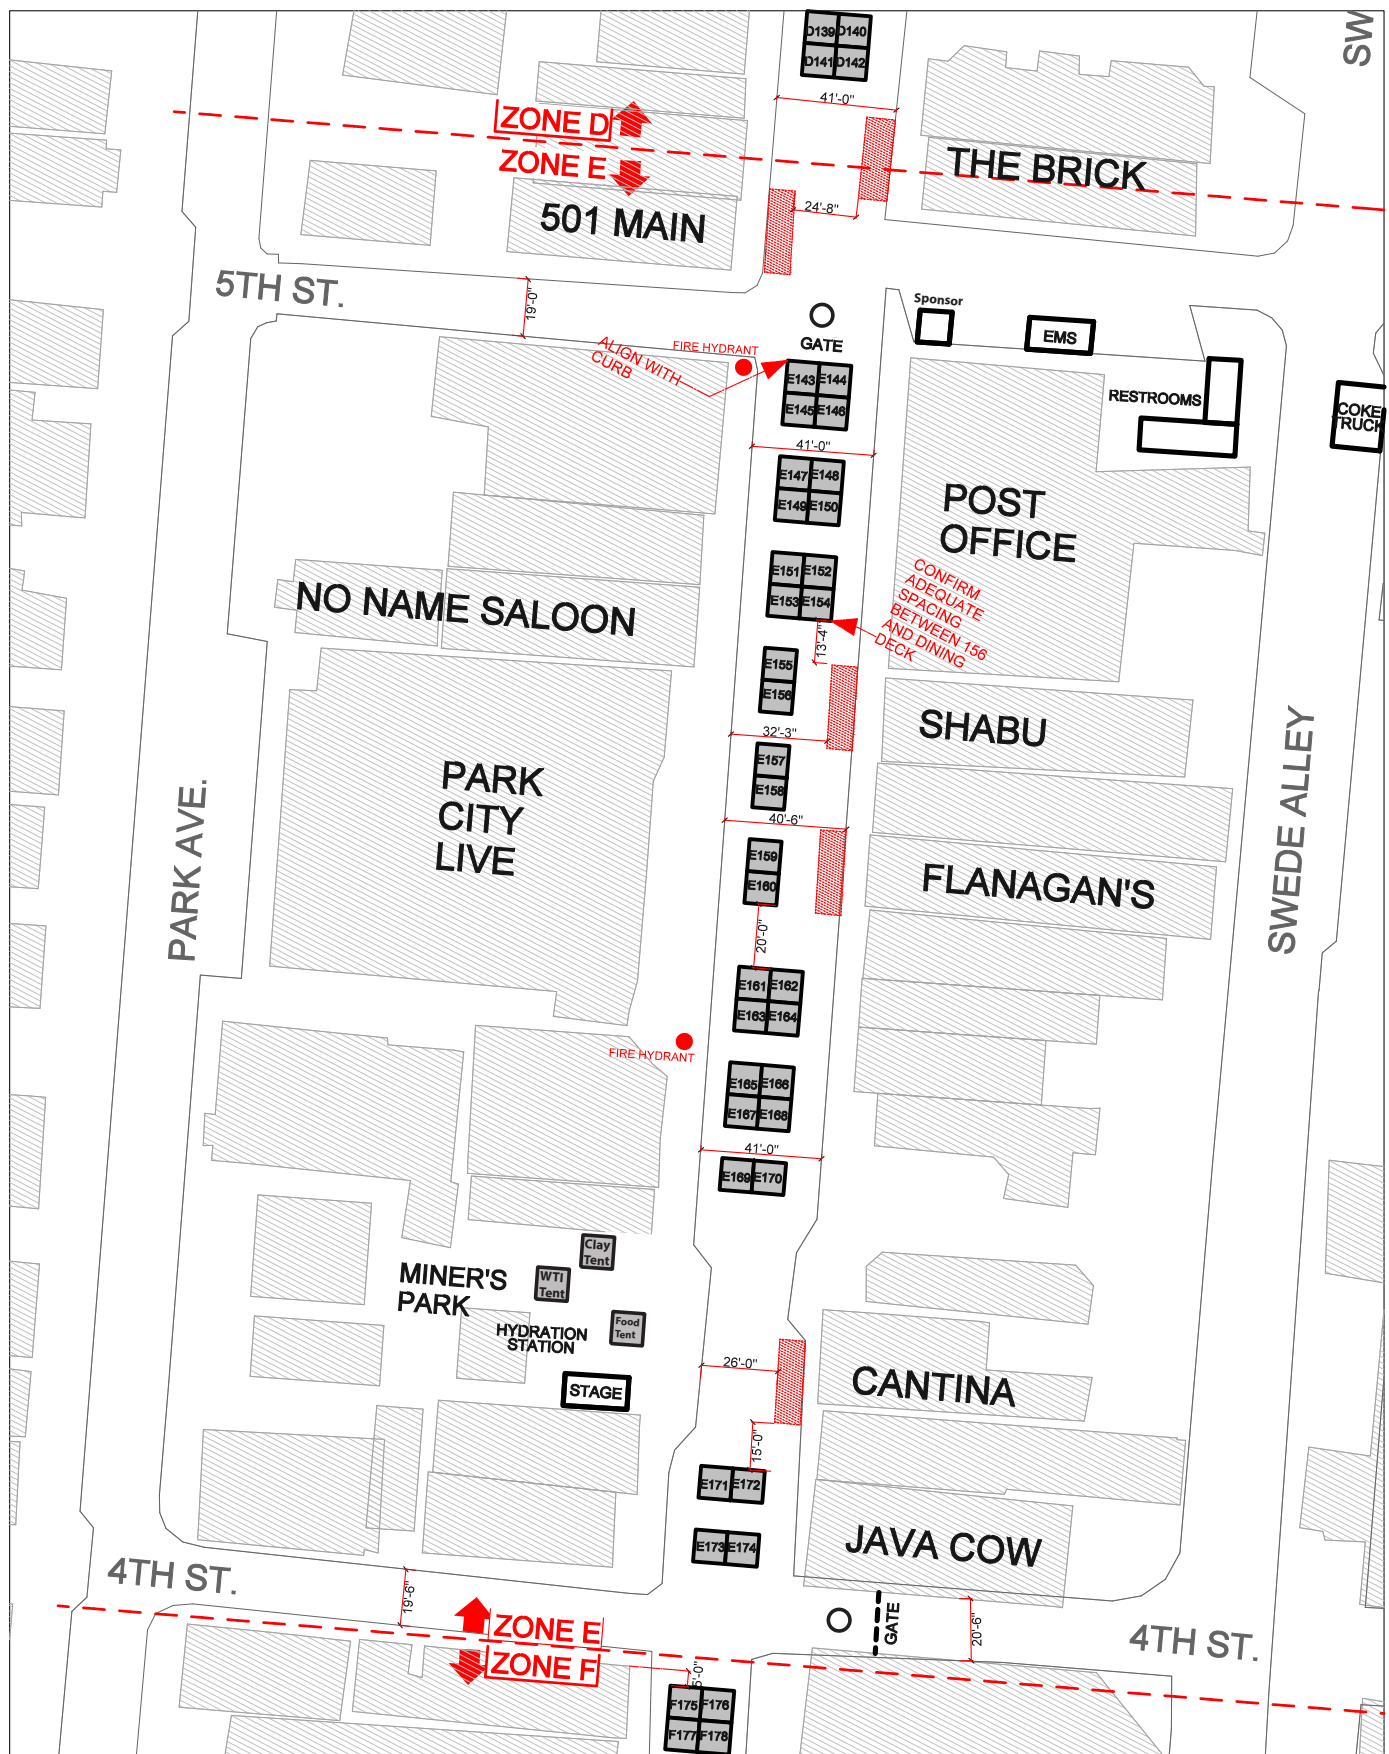 D139
D140
SW
D141
D142
41'-0"
ZONE D
ZONE E
THE BRICK
24'-8"
501 MAIN
5TH ST.
19'-0"
Sponsor
EMS
GATE
FIRE HYDRANT
ALIGN WITH
CURB
E143
E144
E145
E146
RESTROOMS
COKE
TRUCK
41'-0"
E147
E148
E149
E150
POST
OFFICE
E151
E152
E153
E154
CONFIRM
ADEQUATE
SPACING
BETWEEN 156
AND DINING
DECK
NO NAME SALOON
13'-4"
E155
E156
SHABU
32'-3"
PARK
CITY
LIVE
E157
E158
40'-6"
PARK AVE.
SWEDE ALLEY
E159
E160
FLANAGAN'S
20'-0"
E161
E162
E163
E164
FIRE HYDRANT
E165
E166
E167
E168
41'-0"
E169
E170
Clay
Tent
WTI
Tent
MINER'S
PARK
Food
Tent
HYDRATION
STATION
STAGE
26'-0"
CANTINA
15'-0"
E171
E172
E173
E174
JAVA COW
4TH ST.
19'-6"
ZONE E
ZONE F
GATE
20'-6"
4TH ST.
F175
F176
F177
F178